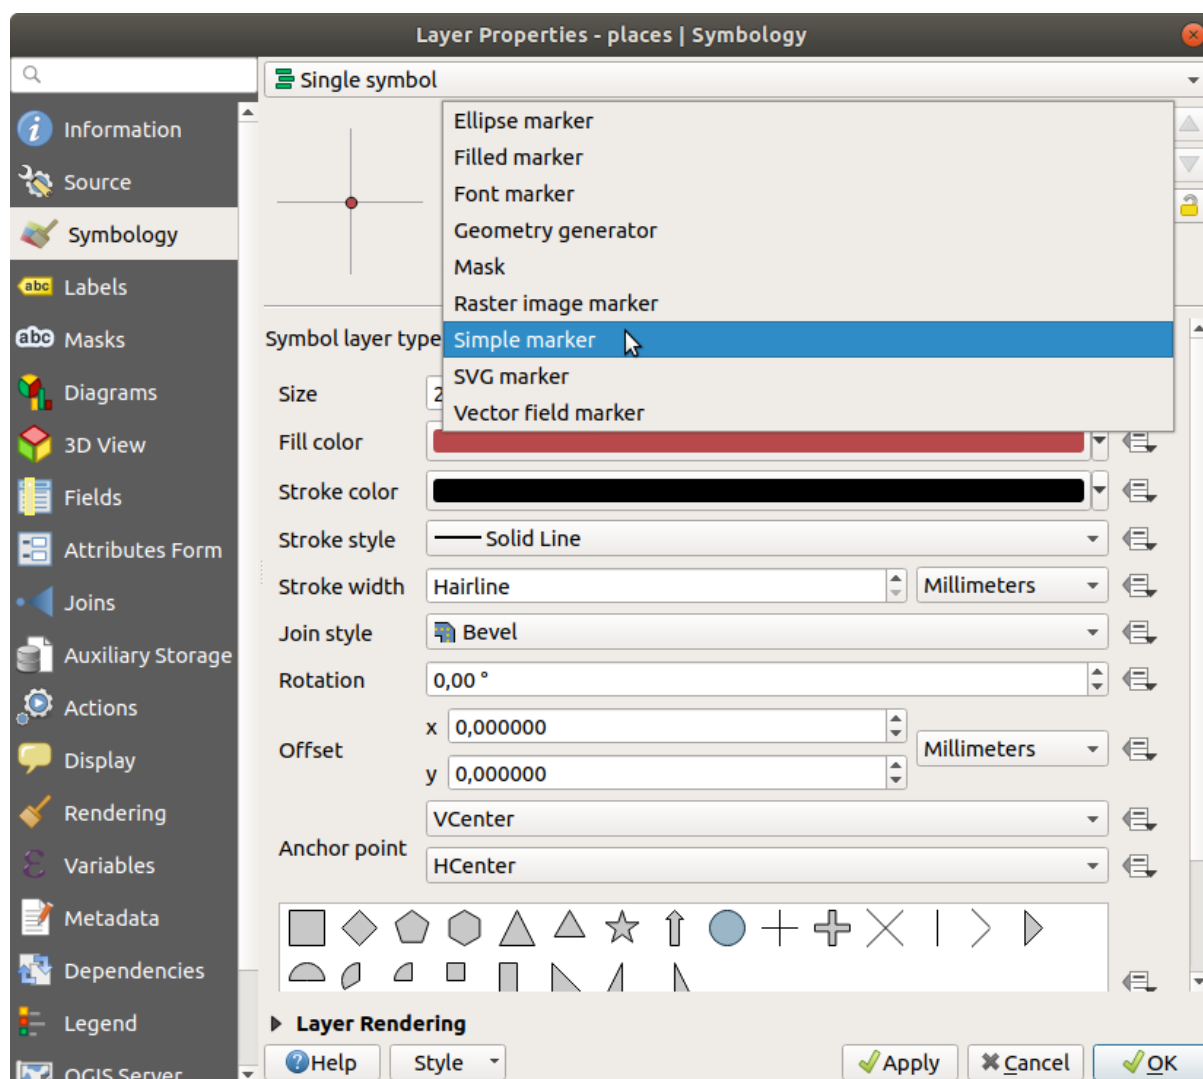 Layer Properties - places | Symbology
Single symbol
Information
Source
Symbology
abc Labels
abc Masks
Diagrams
3D View
Fields
Attributes Form
Joins
Auxiliary Storage
Actions
Display
Rendering
Variables
Metadata
Dependencies
Legend
QGIS Server
Ellipse marker
Filled marker
Font marker
Geometry generator
Mask
Raster image marker
Simple marker
SVG marker
Vector field marker
Symbol layer type
Size 2
Fill color
Stroke color
Stroke style Solid Line
Stroke width Hairline Millimeters
Join style Bevel
Rotation 0,00 °
Offset x 0,000000 Millimeters
y 0,000000
Anchor point VCenter
HCenter
Layer Rendering
Help Style Apply Cancel OK